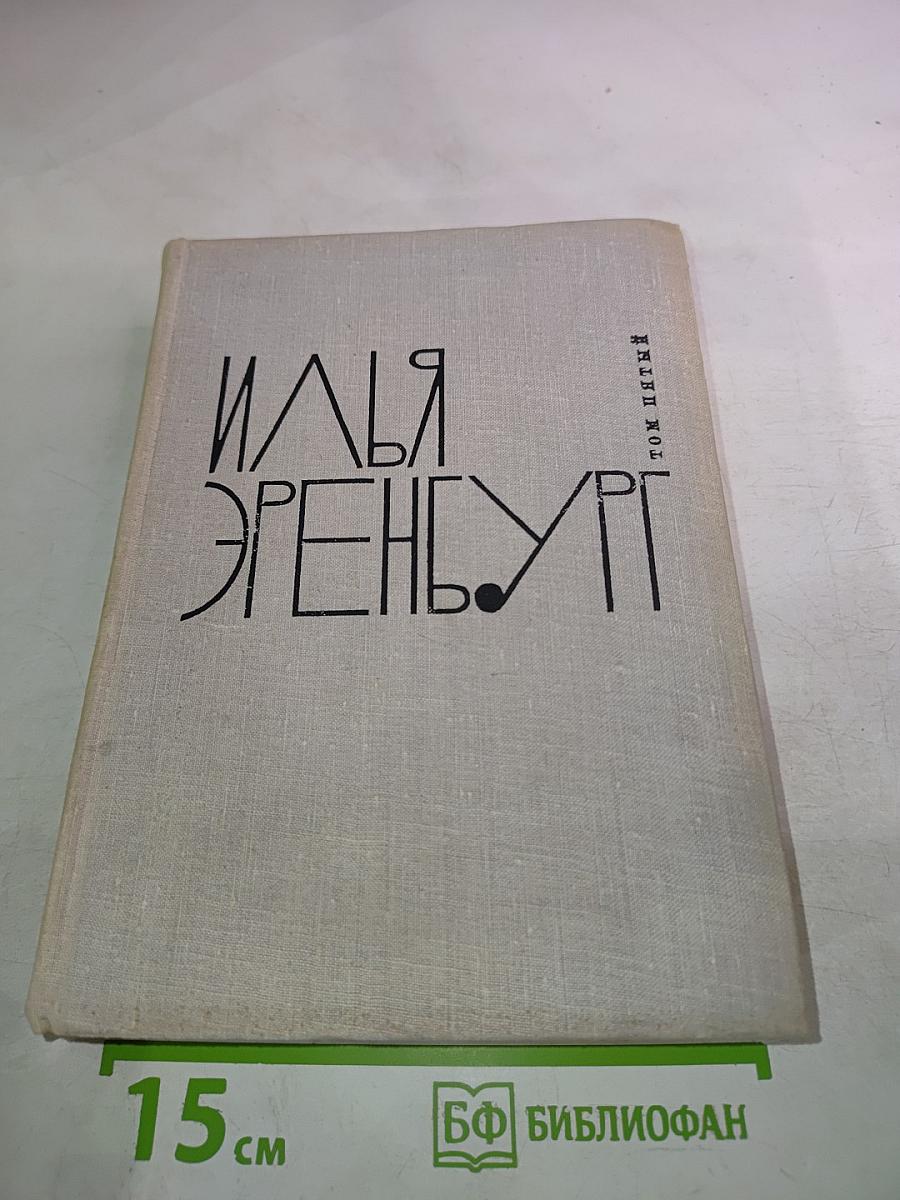 ИЛЬЯ
ЭРЕНБУРГ
ТОМ ПЯТЫЙ
15 см
БФ БИБЛИОФАН